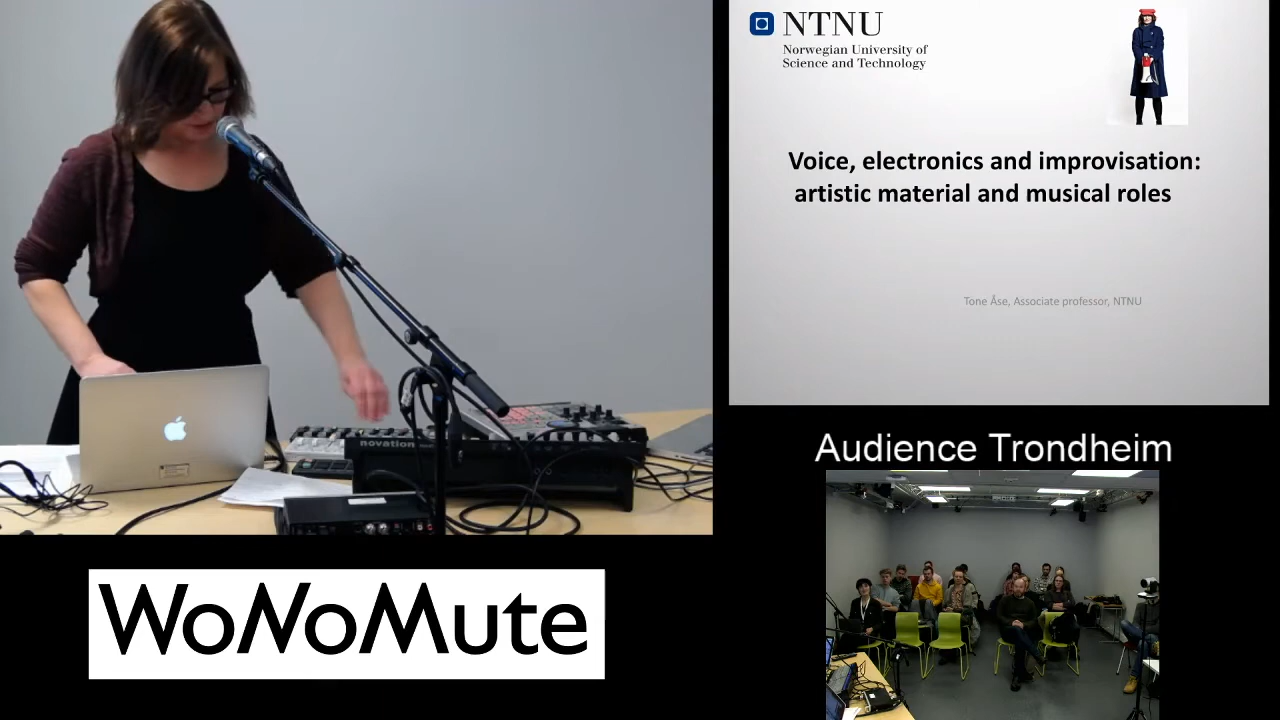 NTNU
Norwegian University of
Science and Technology
Voice, electronics and improvisation:
artistic material and musical roles
Tone Åse, Associate professor, NTNU
novation
Audience Trondheim
WoNoMute